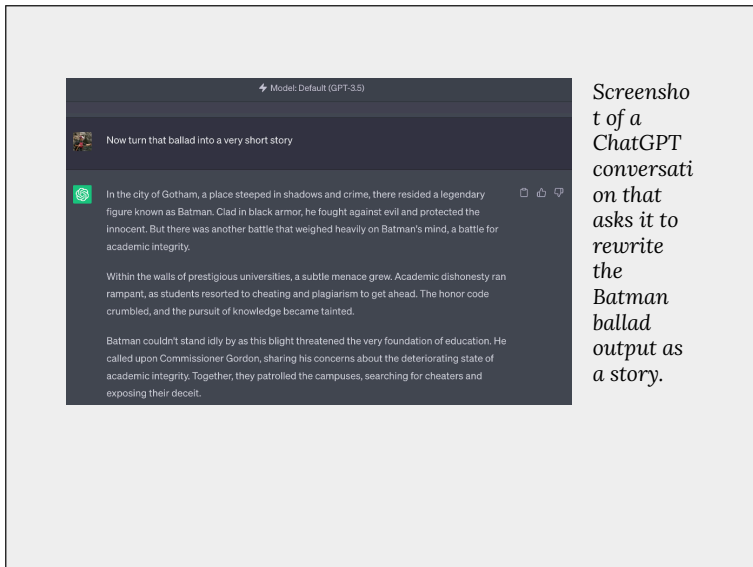 Model: Default (GPT-3.5)
Now turn that ballad into a very short story
In the city of Gotham, a place steeped in shadows and crime, there resided a legendary
figure known as Batman. Clad in black armor, he fought against evil and protected the
innocent. But there was another battle that weighed heavily on Batman's mind, a battle for
academic integrity.
Within the walls of prestigious universities, a subtle menace grew. Academic dishonesty ran
rampant, as students resorted to cheating and plagiarism to get ahead. The honor code
crumbled, and the pursuit of knowledge became tainted.
Batman couldn't stand idly by as this blight threatened the very foundation of education. He
called upon Commissioner Gordon, sharing his concerns about the deteriorating state of
academic integrity. Together, they patrolled the campuses, searching for cheaters and
exposing their deceit.
Screensho
t of a
ChatGPT
conversati
on that
asks it to
rewrite
the
Batman
ballad
output as
a story.